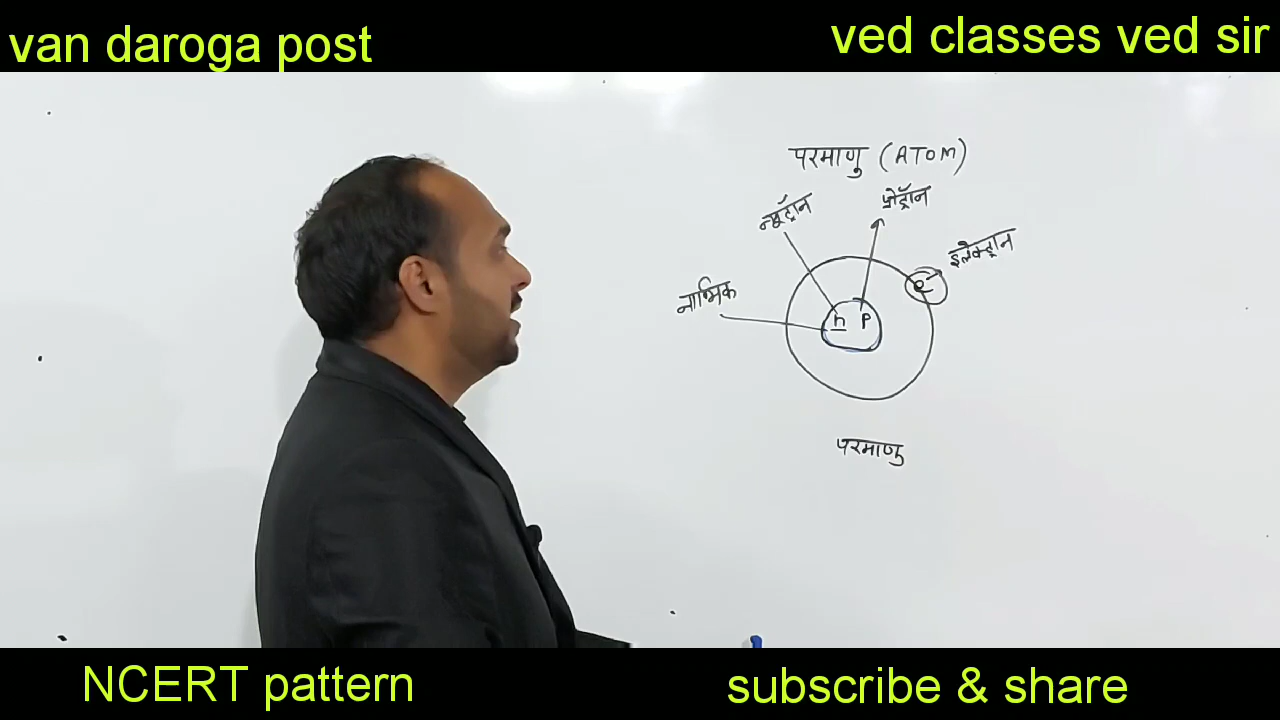 van daroga post
ved classes ved sir
परमाणु (ATOM)
न्यूट्रॉन
प्रोट्रॉन
इलेक्ट्रान
नाभिक
e⁻
n P
परमाणु
NCERT pattern
subscribe & share